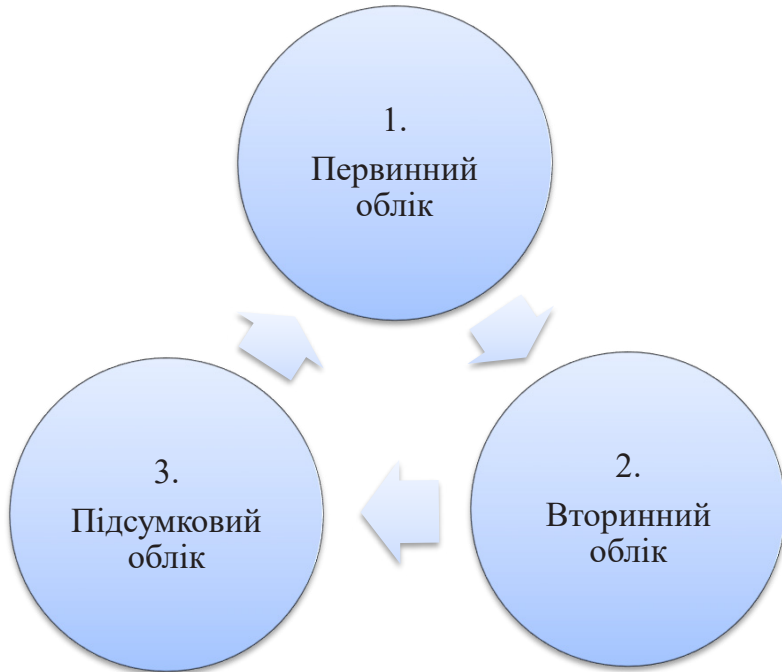 1.
Первинний
облік
2.
Вторинний
облік
3.
Підсумковий
облік